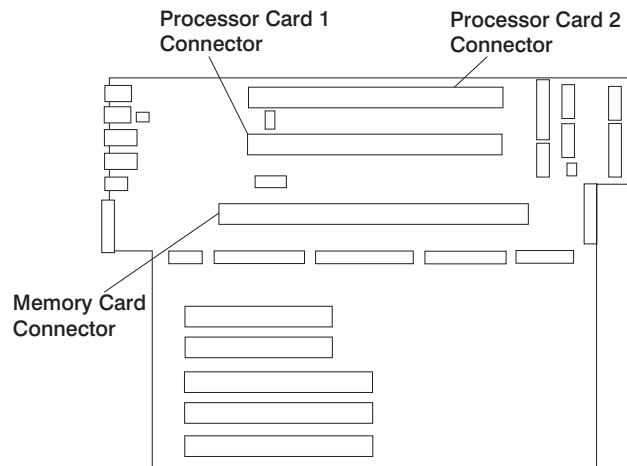 Processor Card 1
Connector
Processor Card 2
Connector
Memory Card
Connector